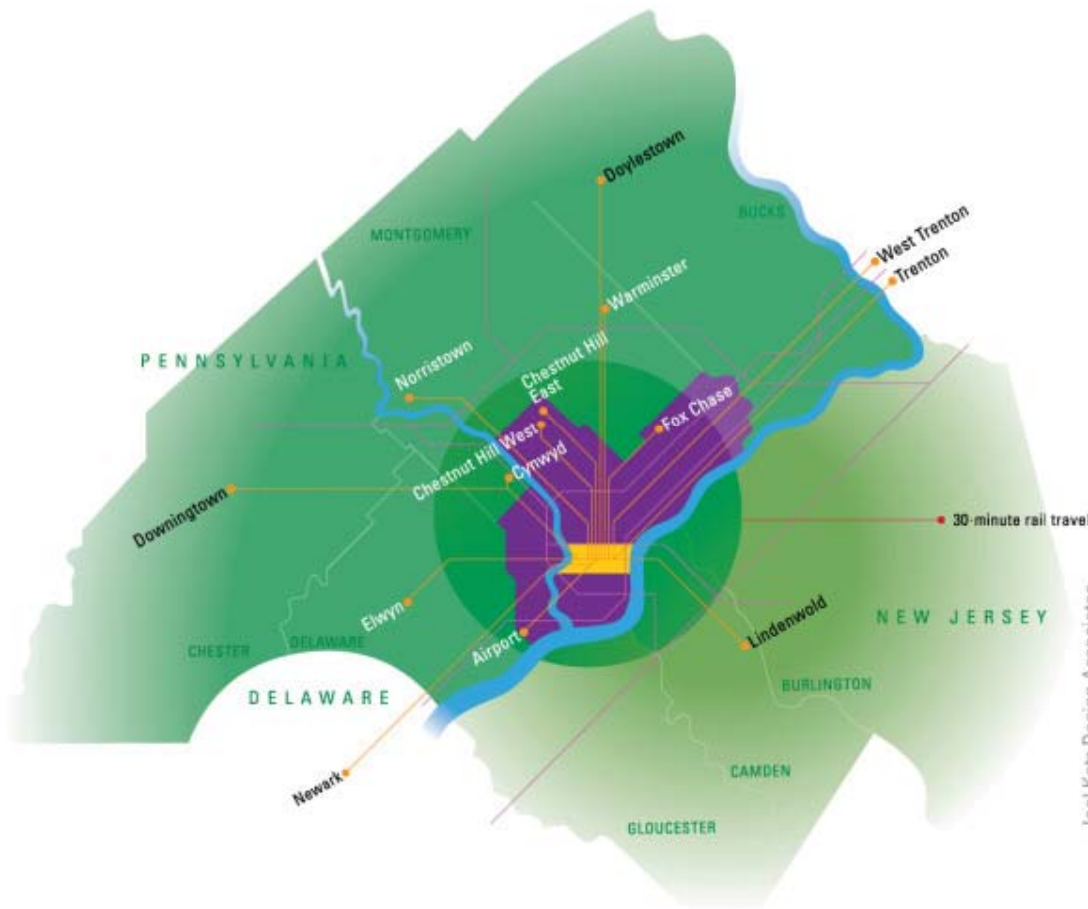 Doylestown
BUCKS
MONTGOMERY
West Trenton
Trenton
Warminster
PENNSYLVANIA
Norristown
Chestnut Hill
East
Fox Chase
Chestnut Hill West
Cynwyd
Downingtown
30-minute rail travel
Elwyn
NEW JERSEY
Airport
Lindenwold
CHESTER
DELAWARE
DELAWARE
BURLINGTON
Newark
CAMDEN
GLOUCESTER